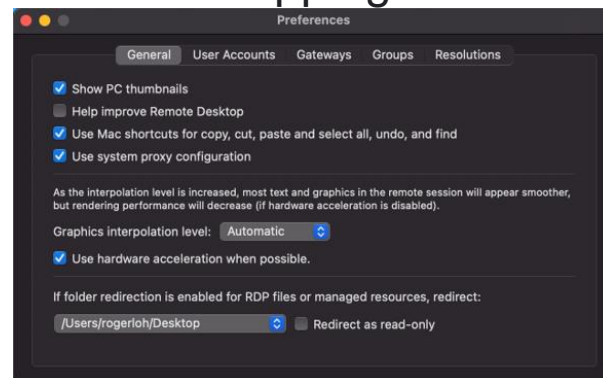 Preferences
General User Accounts Gateways Groups Resolutions
Show PC thumbnails
Help improve Remote Desktop
Use Mac shortcuts for copy, cut, paste and select all, undo, and find
Use system proxy configuration
As the interpolation level is increased, most text and graphics in the remote session will appear smoother,
but rendering performance will decrease (if hardware acceleration is disabled).
Graphics interpolation level: Automatic
Use hardware acceleration when possible.
If folder redirection is enabled for RDP files or managed resources, redirect:
/Users/rogerloh/Desktop Redirect as read-only